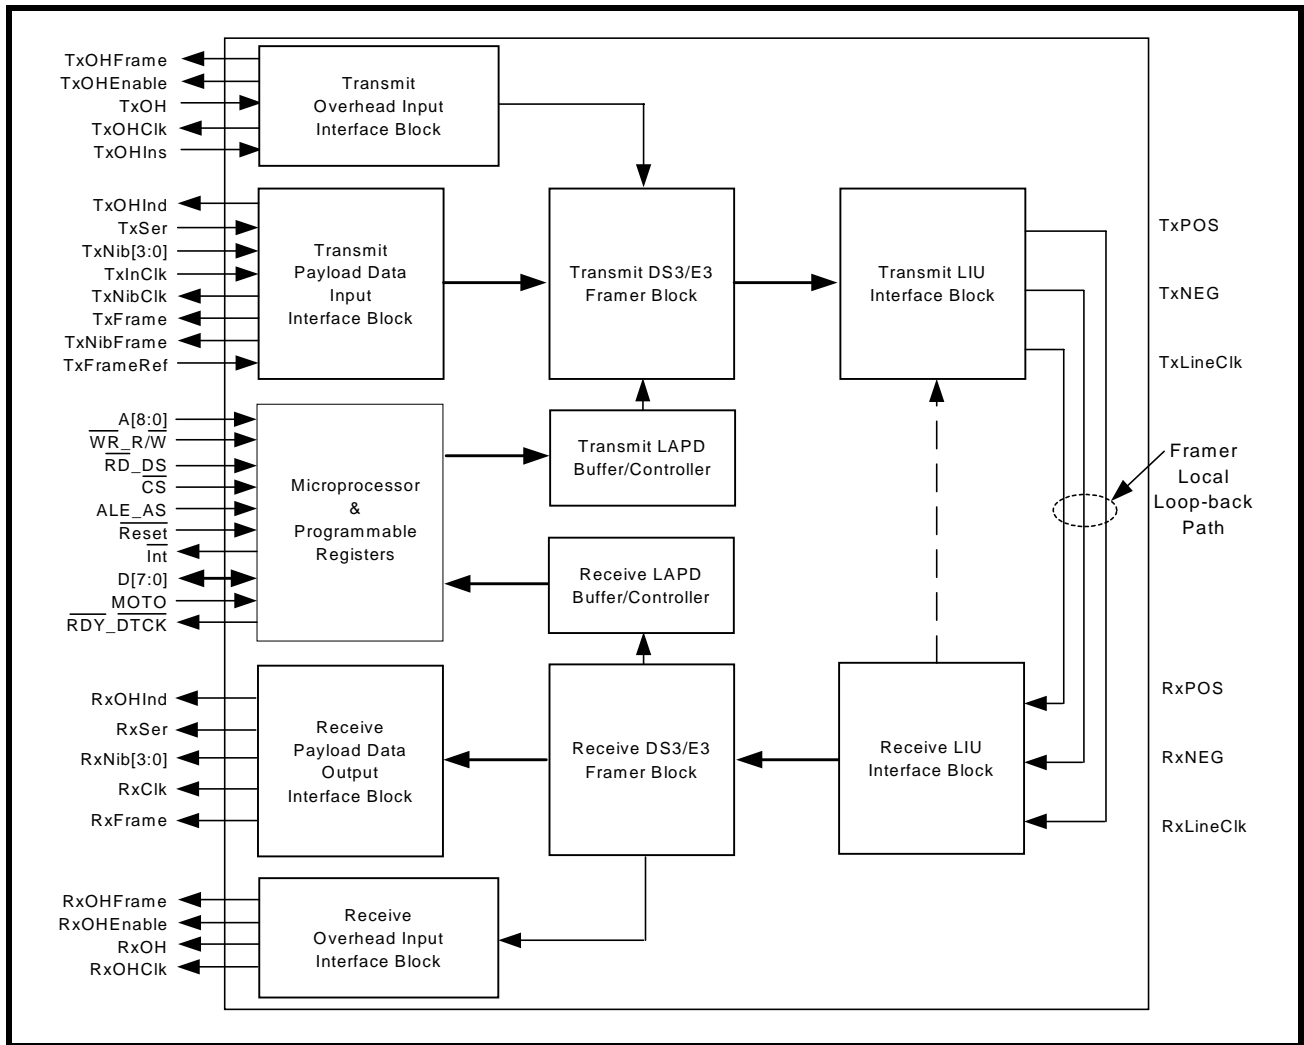 TxOHFrame
TxOHEnable
TxOH
TxOHClk
TxOHIns
Transmit
Overhead Input
Interface Block
TxOHInd
TxSer
TxNib[3:0]
TxInClk
TxNibClk
TxFrame
TxNibFrame
TxFrameRef
Transmit
Payload Data
Input
Interface Block
Transmit DS3/E3
Framer Block
Transmit LIU
Interface Block
TxPOS
TxNEG
TxLineClk
A[8:0]
WR_R/W
RD_DS
CS
ALE_AS
Reset
Int
D[7:0]
MOTO
RDY_DTCK
Microprocessor
&
Programmable
Registers
Transmit LAPD
Buffer/Controller
Receive LAPD
Buffer/Controller
Framer
Local
Loop-back
Path
RxOHInd
RxSer
RxNib[3:0]
RxClk
RxFrame
Receive
Payload Data
Output
Interface Block
Receive DS3/E3
Framer Block
Receive LIU
Interface Block
RxPOS
RxNEG
RxLineClk
RxOHFrame
RxOHEnable
RxOH
RxOHClk
Receive
Overhead Input
Interface Block